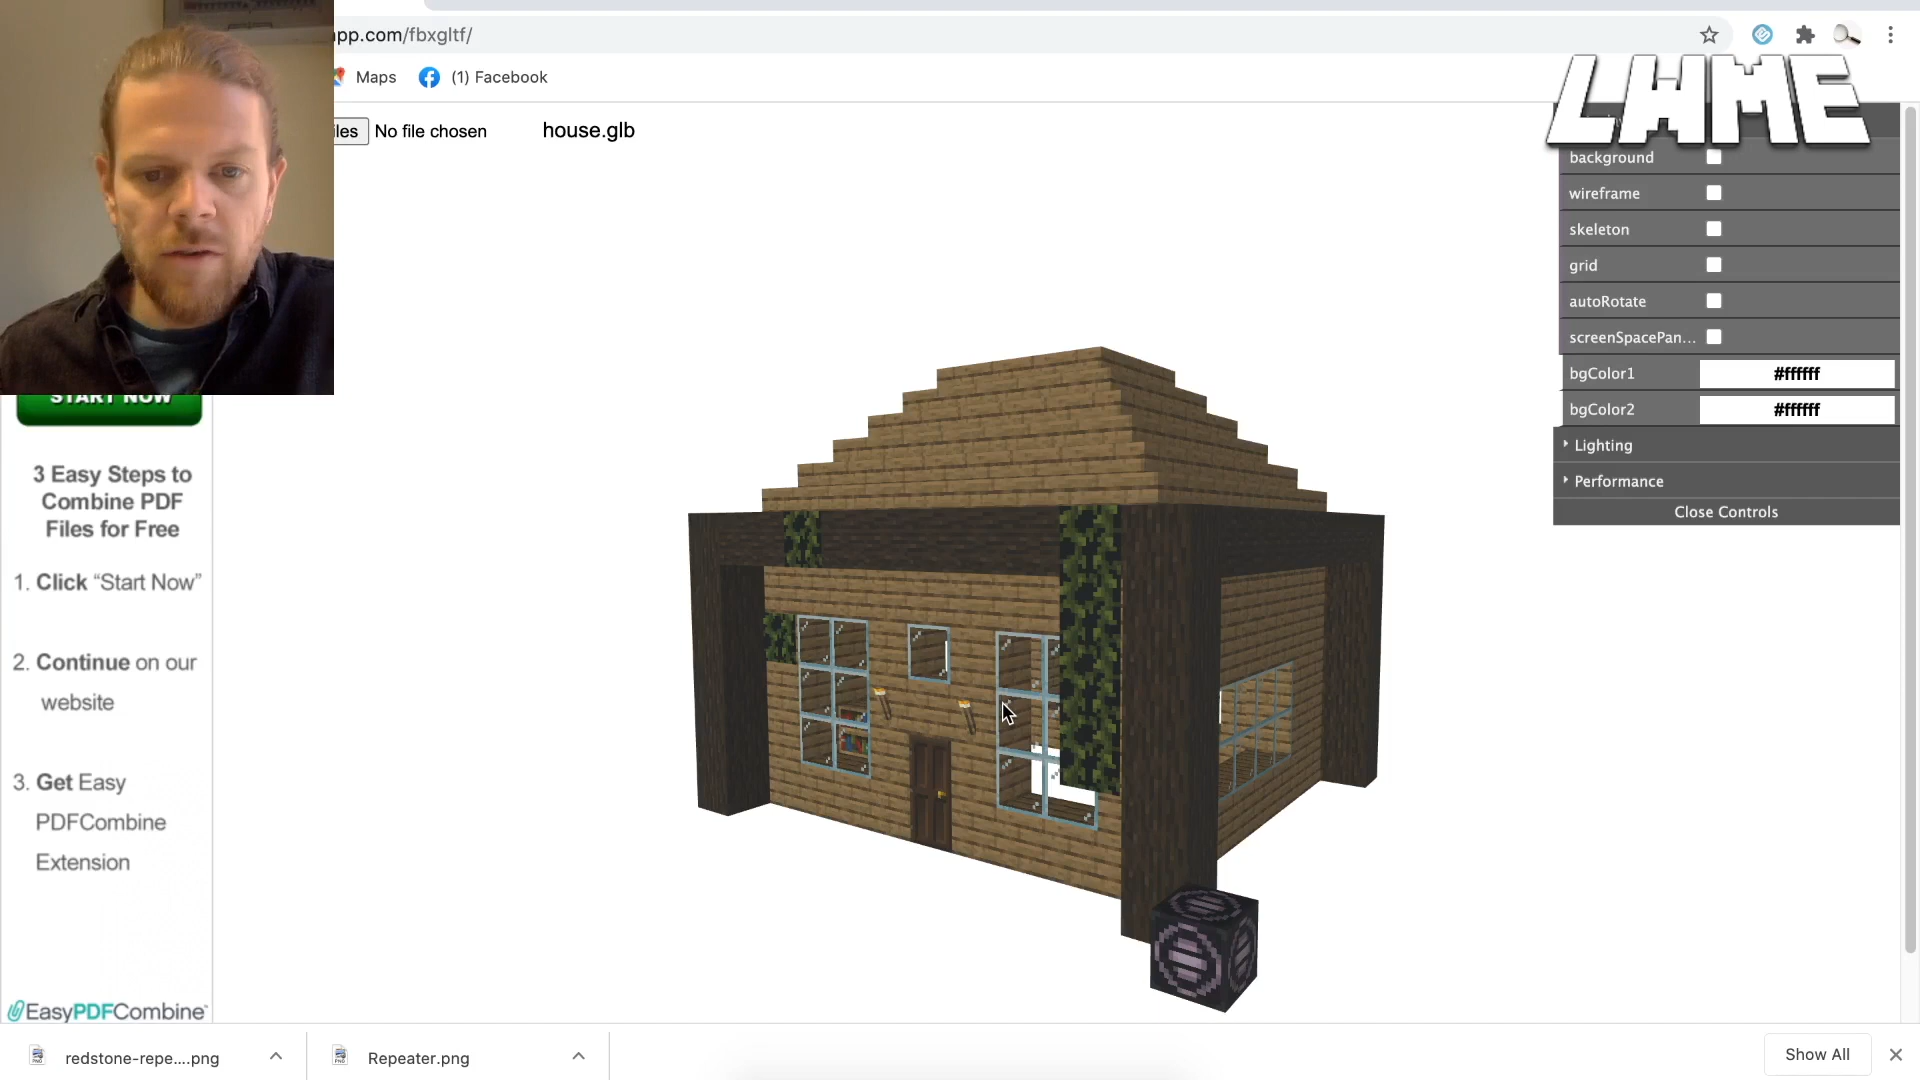 pp.com/fbxgltf/
Maps
(1) Facebook
LWME
iles
No file chosen
house.glb
background
wireframe
skeleton
grid
autoRotate
screenSpacePan...
bgColor1
#ffffff
bgColor2
#ffffff
Lighting
Performance
Close Controls
START NOW
3 Easy Steps to
Combine PDF
Files for Free
1. Click “Start Now”
2. Continue on our
website
3. Get Easy
PDFCombine
Extension
EasyPDFCombine™
redstone-repe....png
Repeater.png
Show All